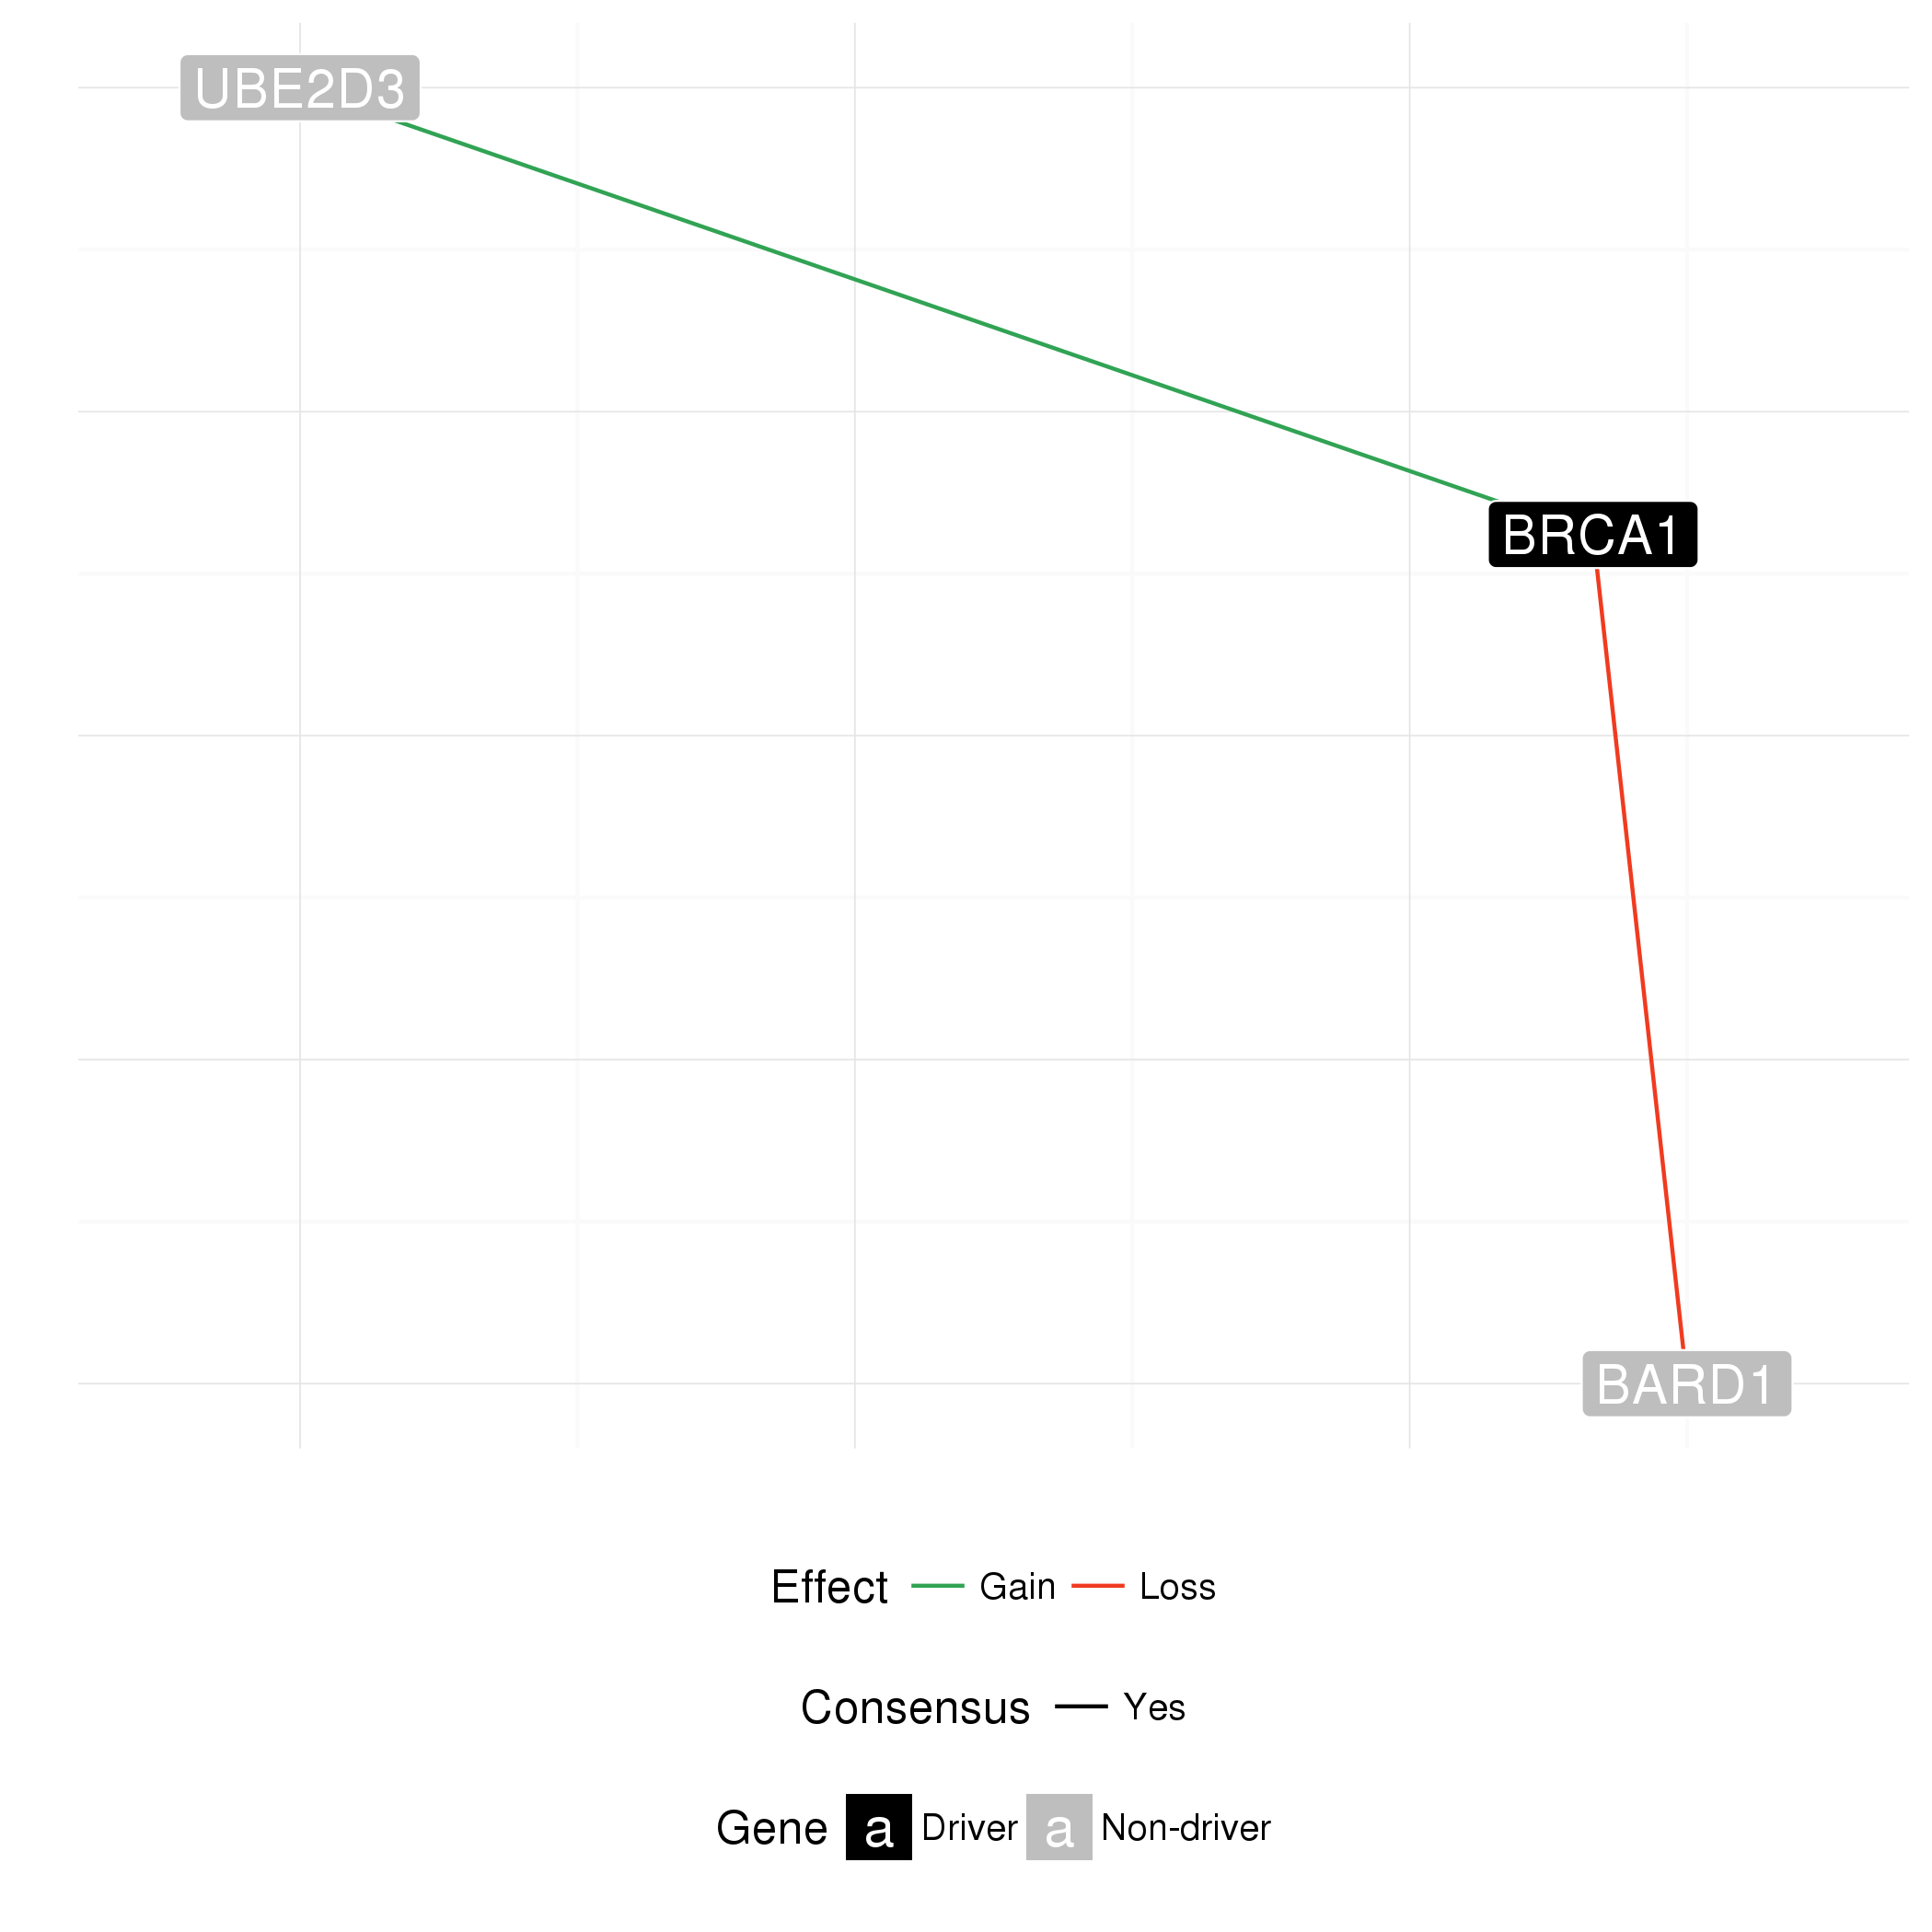 UBE2D3
BRCA1
BARD1
Effect Gain Loss
Consensus Yes
Gene a Driver a Non-driver